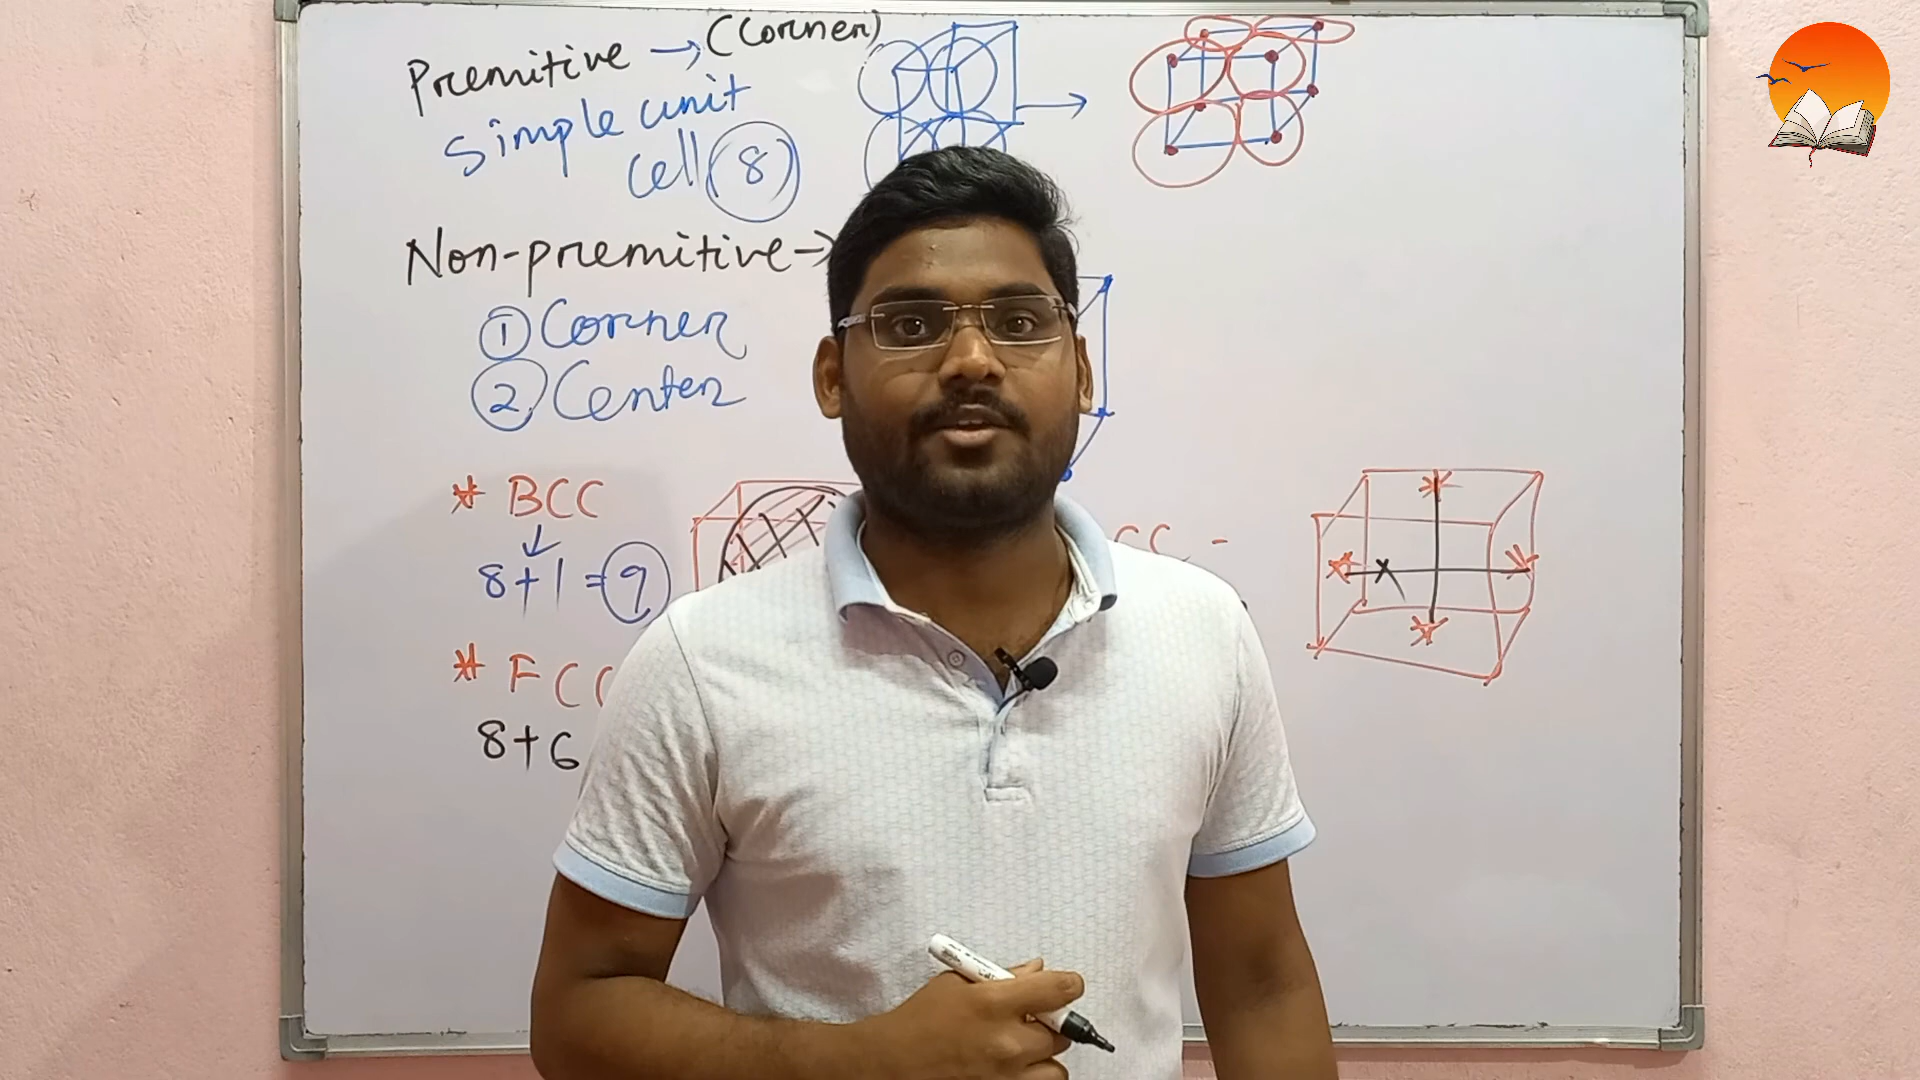 Premitive → (Corner)
Simple unit
cell (8)
Non-premitive →
① Corner
② Center
* BCC
↓
8+1 = 9
* FCC
CC -
8+6